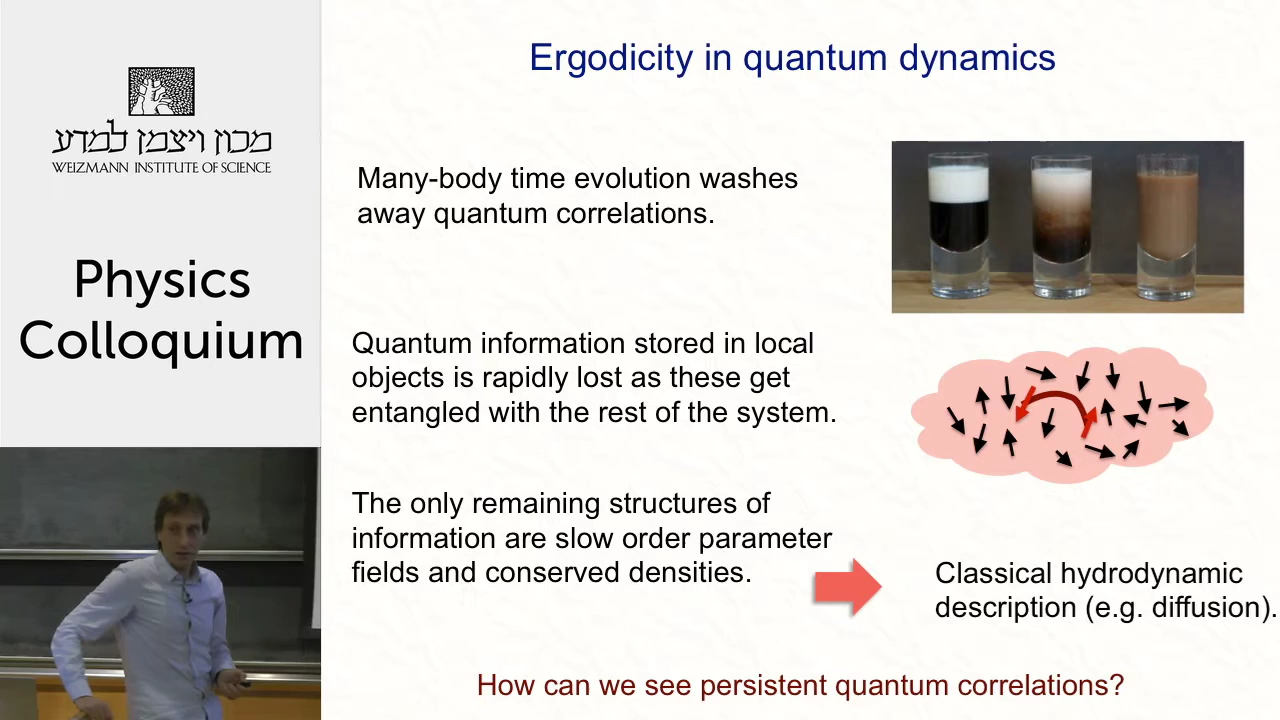 מכון ויצמן למדע
WEIZMANN INSTITUTE OF SCIENCE
Physics
Colloquium
Ergodicity in quantum dynamics
Many-body time evolution washes
away quantum correlations.
Quantum information stored in local
objects is rapidly lost as these get
entangled with the rest of the system.
The only remaining structures of
information are slow order parameter
fields and conserved densities.
Classical hydrodynamic
description (e.g. diffusion).
How can we see persistent quantum correlations?